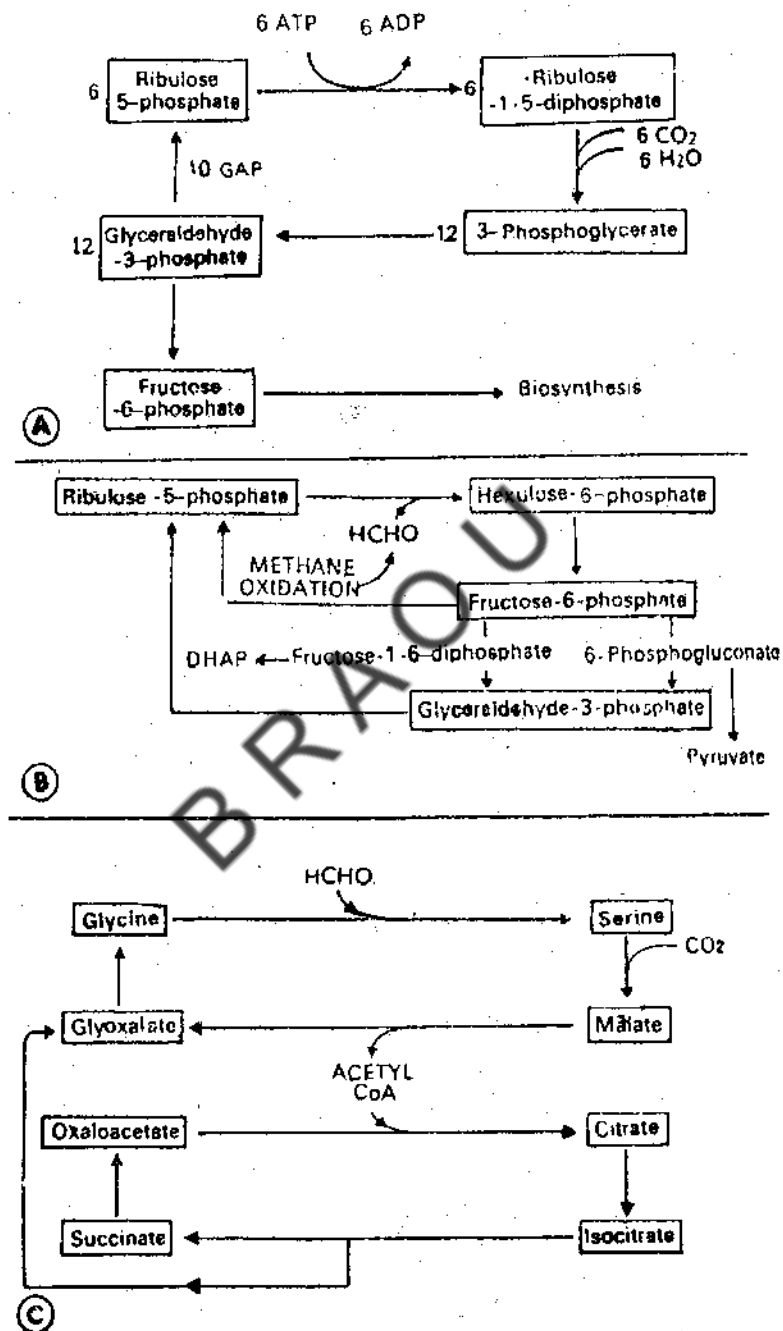 6 ATP 6 ADP
6 Ribulose
5-phosphate
6 ·Ribulose
-1·5-diphosphate
6 CO2
6 H2O
10 GAP
12 Glyceraldehyde
-3-phosphate
12 3-Phosphoglycerate
Fructose
-6-phosphate
Biosynthesis
A
Ribulose-5-phosphate
Hexulose-6-phosphate
HCHO
METHANE
OXIDATION
Fructose-6-phosphate
DHAP
Fructose-1-6-diphosphate
6-Phosphogluconate
Glyceraldehyde-3-phosphate
Pyruvate
B
BRAOU
HCHO
Glycine
Serine
CO2
Glyoxalate
Malate
ACETYL
CoA
Oxaloacetate
Citrate
Succinate
Isocitrate
C